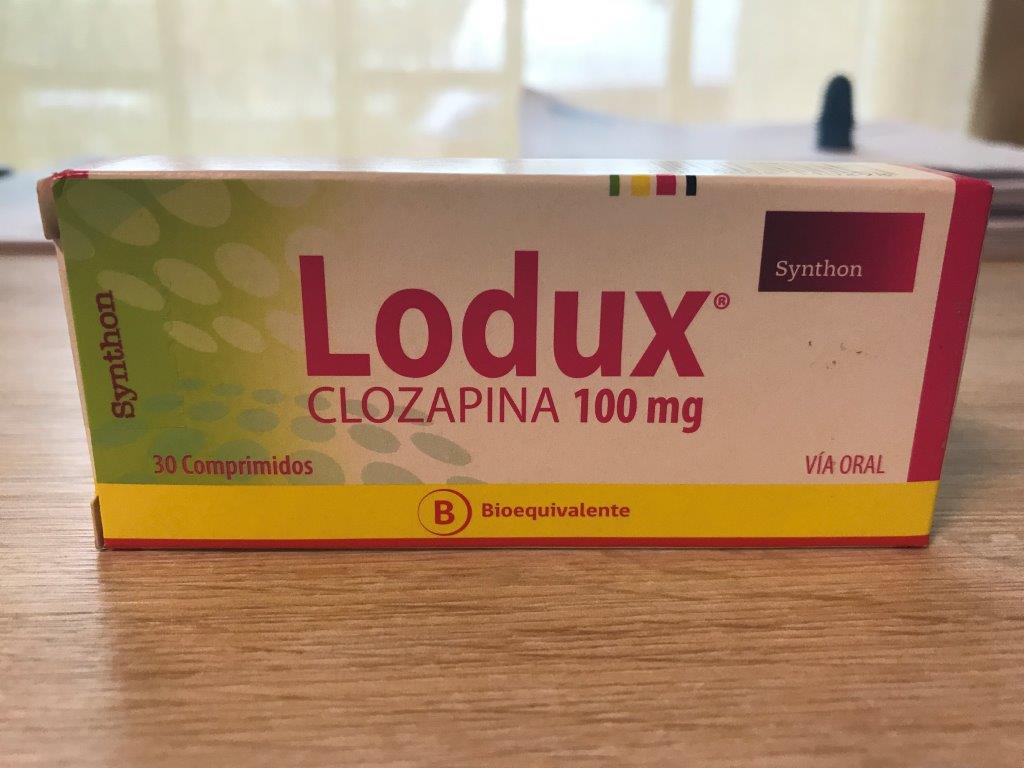 Synthon
Lodux®
CLOZAPINA 100 mg
30 Comprimidos
VÍA ORAL
B Bioequivalente
Synthon